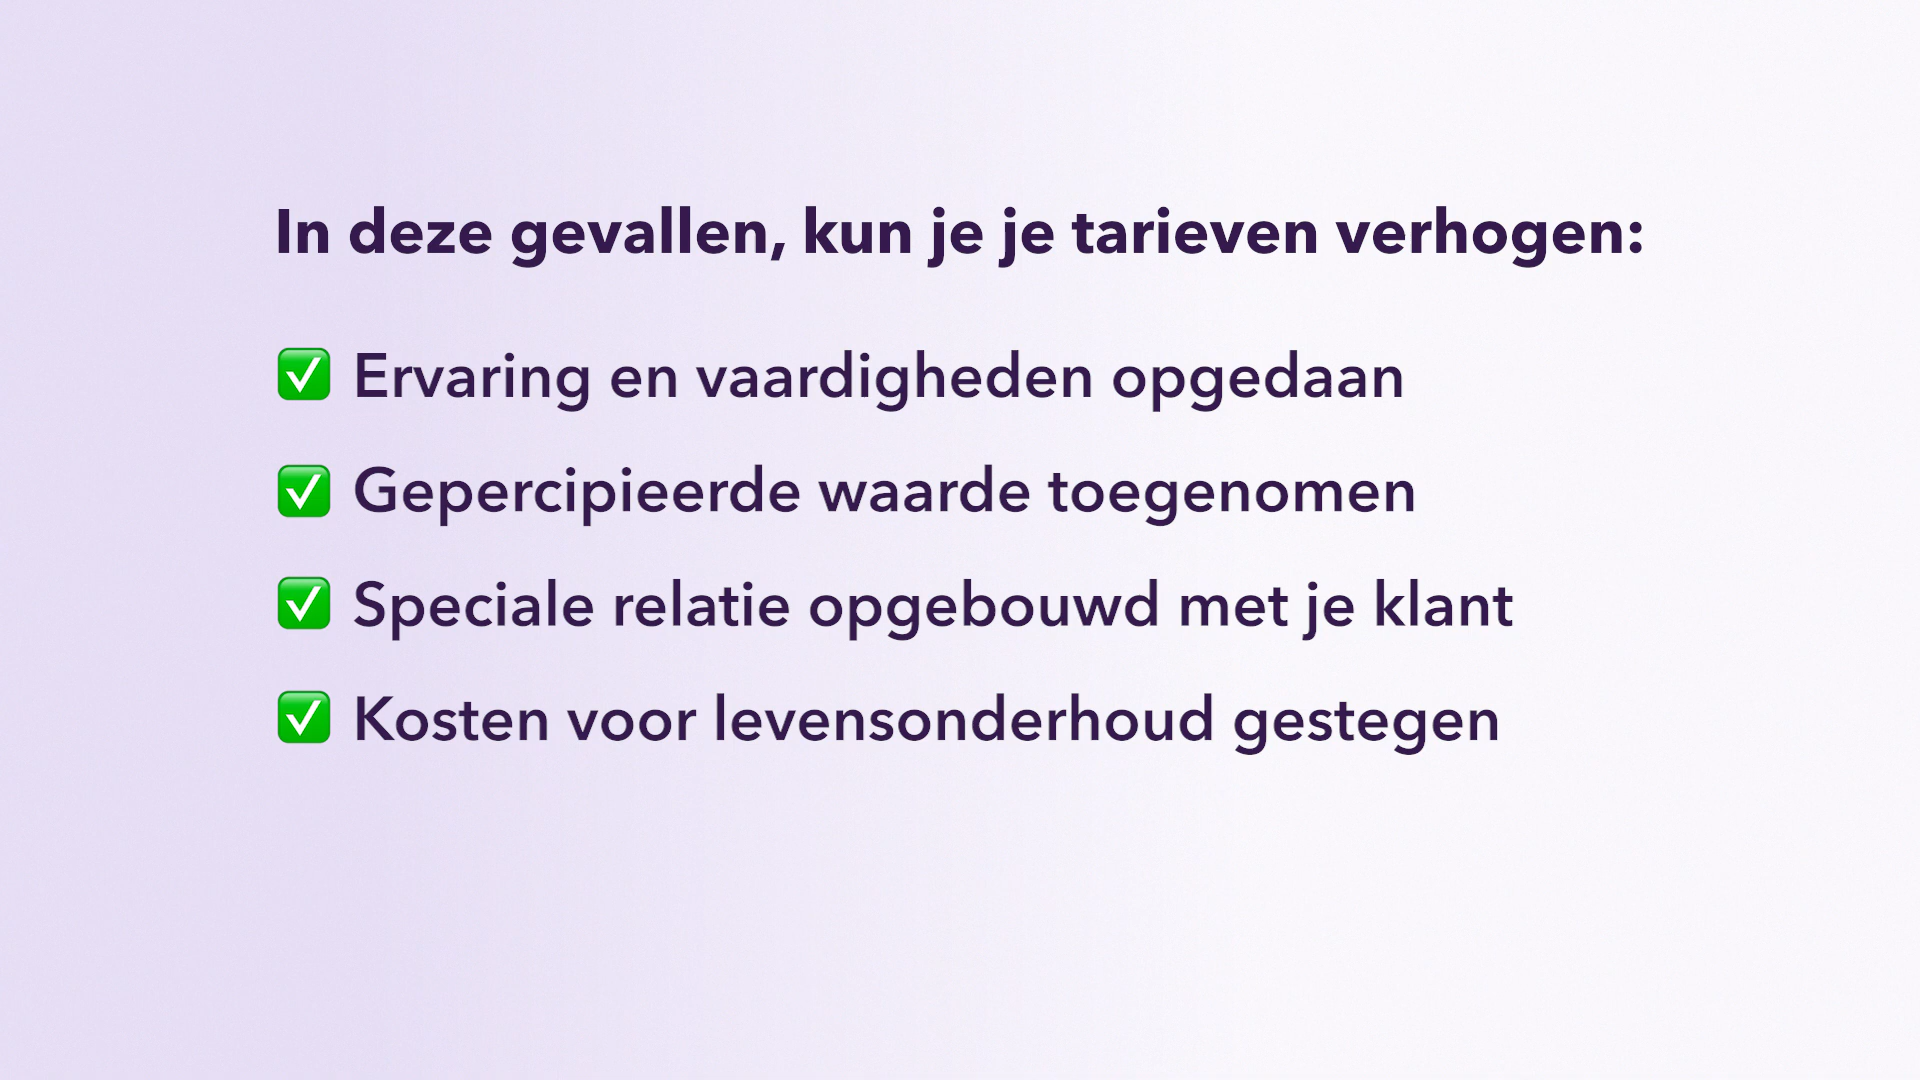 In deze gevallen, kun je je tarieven verhogen:
✅ Ervaring en vaardigheden opgedaan
✅ Gepercipieerde waarde toegenomen
✅ Speciale relatie opgebouwd met je klant
✅ Kosten voor levensonderhoud gestegen